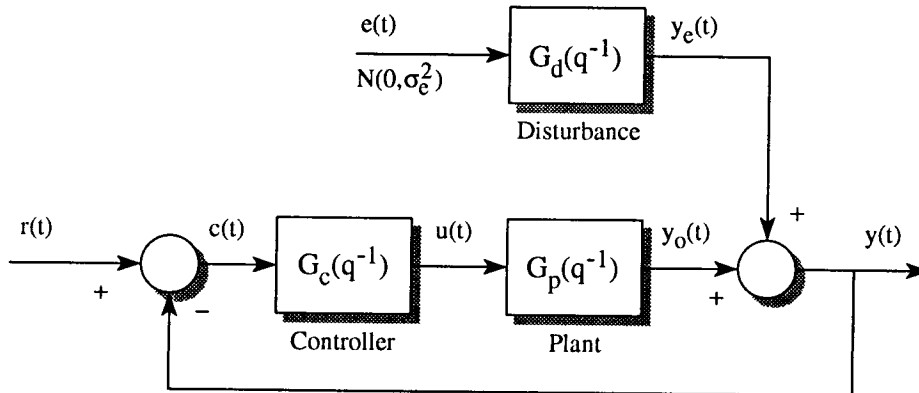 e(t)
y_e(t)
G_d(q^{-1})
N(0,σ_e^2)
Disturbance
+
r(t)
c(t)
u(t)
y_o(t)
y(t)
G_c(q^{-1})
G_p(q^{-1})
+
−
+
Controller
Plant